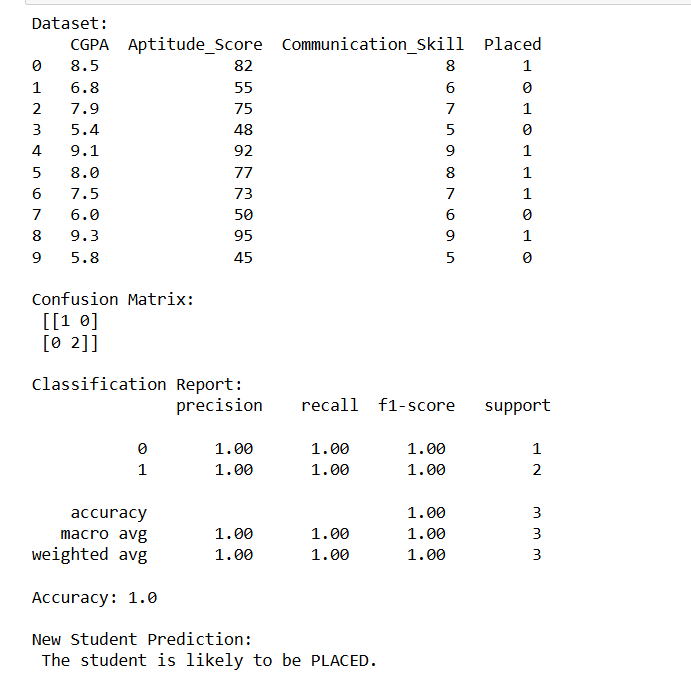 Dataset:
   CGPA  Aptitude_Score  Communication_Skill  Placed
0   8.5              82                    8       1
1   6.8              55                    6       0
2   7.9              75                    7       1
3   5.4              48                    5       0
4   9.1              92                    9       1
5   8.0              77                    8       1
6   7.5              73                    7       1
7   6.0              50                    6       0
8   9.3              95                    9       1
9   5.8              45                    5       0
Confusion Matrix:
 [[1 0]
 [0 2]]
Classification Report:
               precision    recall  f1-score   support
           0       1.00      1.00      1.00         1
           1       1.00      1.00      1.00         2
    accuracy                           1.00         3
   macro avg       1.00      1.00      1.00         3
weighted avg       1.00      1.00      1.00         3
Accuracy: 1.0
New Student Prediction:
 The student is likely to be PLACED.